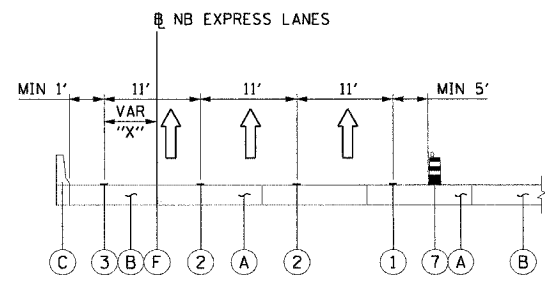 ℄ NB EXPRESS LANES
MIN 1' 11' 11' 11' MIN 5'
VAR
"X"
C 3 B F 2 A 2 1 7 A B